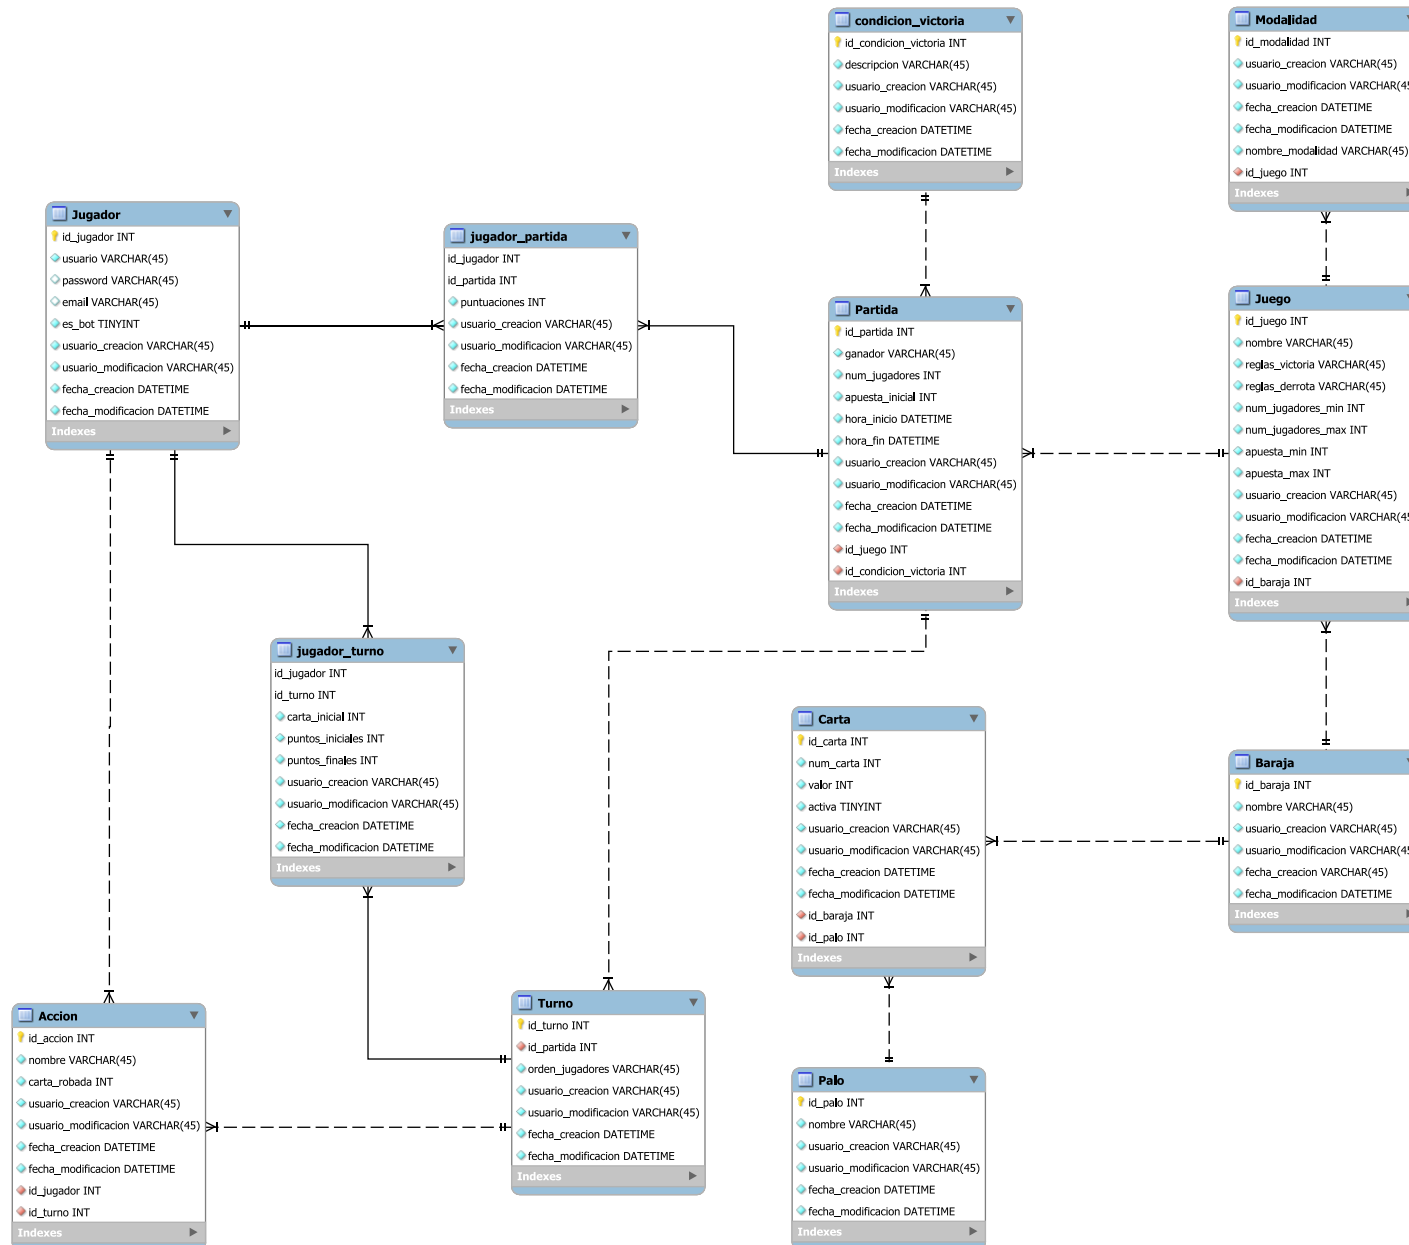 condicion_victoria
id_condicion_victoria INT
descripcion VARCHAR(45)
usuario_creacion VARCHAR(45)
usuario_modificacion VARCHAR(45)
fecha_creacion DATETIME
fecha_modificacion DATETIME
Indexes
Modalidad
id_modalidad INT
usuario_creacion VARCHAR(45)
usuario_modificacion VARCHAR(45
fecha_creacion DATETIME
fecha_modificacion DATETIME
nombre_modalidad VARCHAR(45)
id_juego INT
Indexes
Jugador
id_jugador INT
usuario VARCHAR(45)
password VARCHAR(45)
email VARCHAR(45)
es_bot TINYINT
usuario_creacion VARCHAR(45)
usuario_modificacion VARCHAR(45)
fecha_creacion DATETIME
fecha_modificacion DATETIME
Indexes
jugador_partida
id_jugador INT
id_partida INT
puntuaciones INT
usuario_creacion VARCHAR(45)
usuario_modificacion VARCHAR(45)
fecha_creacion DATETIME
fecha_modificacion DATETIME
Indexes
Partida
id_partida INT
ganador VARCHAR(45)
num_jugadores INT
apuesta_inicial INT
hora_inicio DATETIME
hora_fin DATETIME
usuario_creacion VARCHAR(45)
usuario_modificacion VARCHAR(45)
fecha_creacion DATETIME
fecha_modificacion DATETIME
id_juego INT
id_condicion_victoria INT
Indexes
Juego
id_juego INT
nombre VARCHAR(45)
reglas_victoria VARCHAR(45)
reglas_derrota VARCHAR(45)
num_jugadores_min INT
num_jugadores_max INT
apuesta_min INT
apuesta_max INT
usuario_creacion VARCHAR(45)
usuario_modificacion VARCHAR(45
fecha_creacion DATETIME
fecha_modificacion DATETIME
id_baraja INT
Indexes
jugador_turno
id_jugador INT
id_turno INT
carta_inicial INT
puntos_iniciales INT
puntos_finales INT
usuario_creacion VARCHAR(45)
usuario_modificacion VARCHAR(45)
fecha_creacion DATETIME
fecha_modificacion DATETIME
Indexes
Carta
id_carta INT
num_carta INT
valor INT
activa TINYINT
usuario_creacion VARCHAR(45)
usuario_modificacion VARCHAR(45)
fecha_creacion DATETIME
fecha_modificacion DATETIME
id_baraja INT
id_palo INT
Indexes
Baraja
id_baraja INT
nombre VARCHAR(45)
usuario_creacion VARCHAR(45)
usuario_modificacion VARCHAR(45
fecha_creacion VARCHAR(45)
fecha_modificacion DATETIME
Indexes
Accion
id_accion INT
nombre VARCHAR(45)
carta_robada INT
usuario_creacion VARCHAR(45)
usuario_modificacion VARCHAR(45)
fecha_creacion DATETIME
fecha_modificacion DATETIME
id_jugador INT
id_turno INT
Indexes
Turno
id_turno INT
id_partida INT
orden_jugadores VARCHAR(45)
usuario_creacion VARCHAR(45)
usuario_modificacion VARCHAR(45)
fecha_creacion DATETIME
fecha_modificacion DATETIME
Indexes
Palo
id_palo INT
nombre VARCHAR(45)
usuario_creacion VARCHAR(45)
usuario_modificacion VARCHAR(45)
fecha_creacion DATETIME
fecha_modificacion DATETIME
Indexes